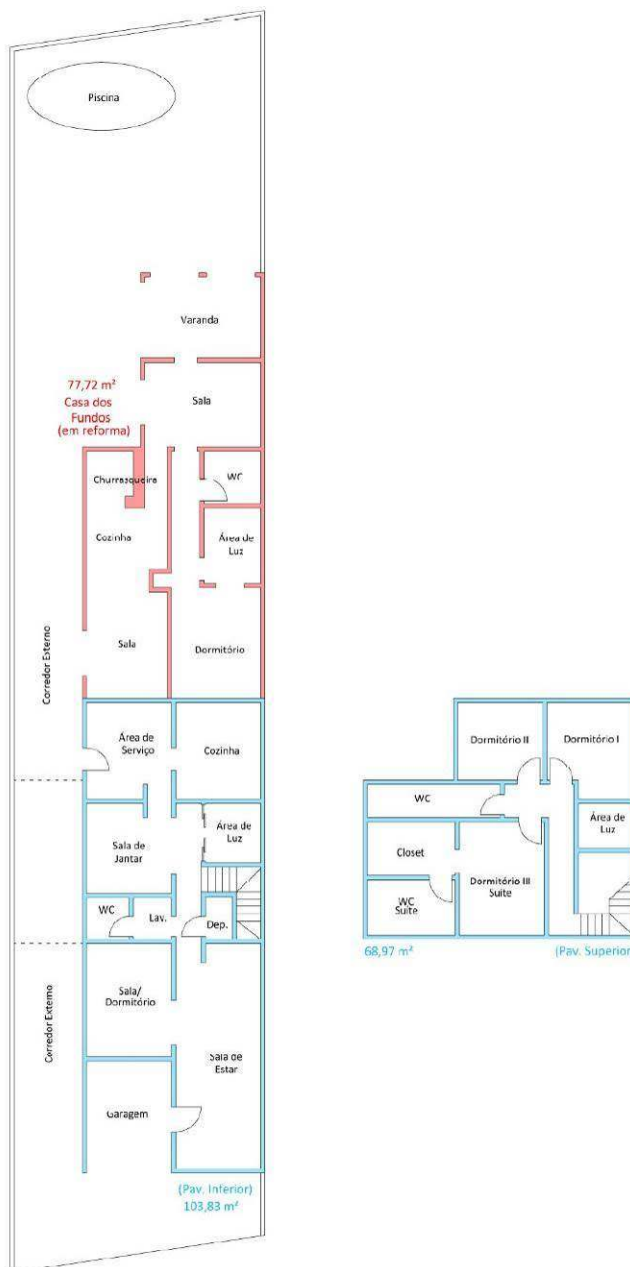 Piscina
Varanda
77,72 m²
Casa dos
Fundos
(em reforma)
Sala
Churrasqueira
WC
Cozinha
Área de
Luz
Corredor Externo
Sala
Dormitório
Área de
Serviço
Cozinha
Sala de
Jantar
Área de
Luz
WC
Lav.
Dep.
Corredor Externo
Sala/
Dormitório
Sala de
Estar
Garagem
(Pav. Inferior)
103,83 m²
Dormitório II
Dormitório I
WC
Área de
Luz
Closet
Dormitório III
Suite
WC
Suite
68,97 m²
(Pav. Superior